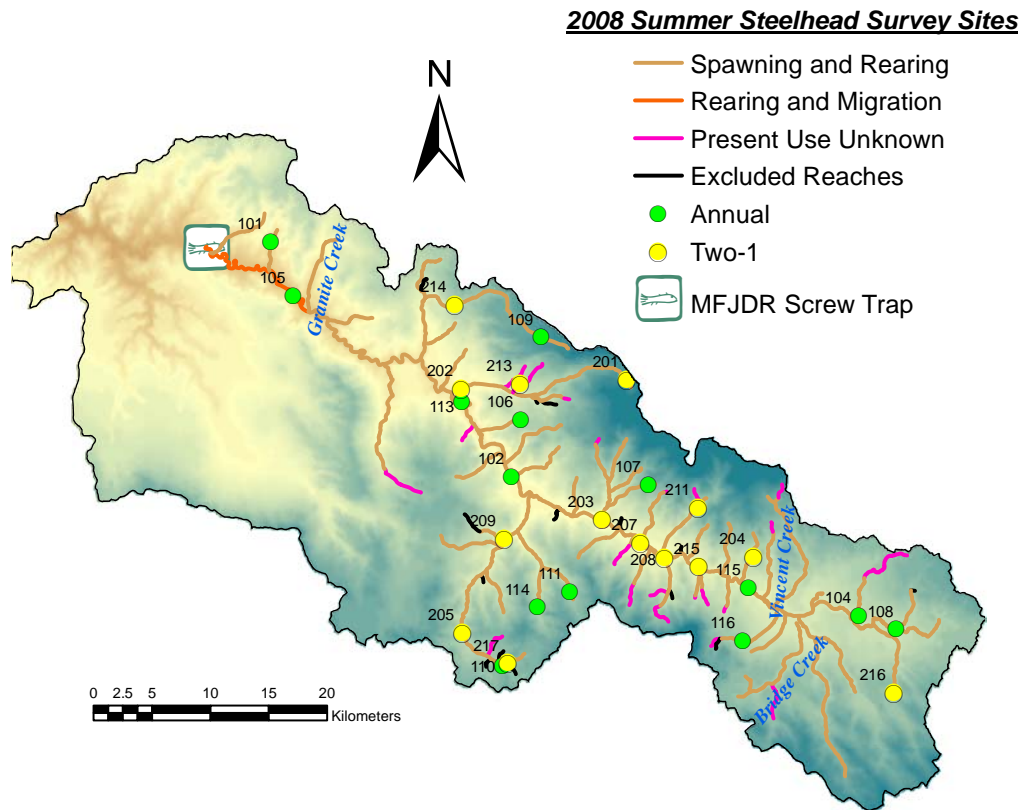 2008 Summer Steelhead Survey Sites
N
Spawning and Rearing
Rearing and Migration
Present Use Unknown
Excluded Reaches
Annual
Two-1
MFJDR Screw Trap
101
105
Granite Creek
214
109
201
202
213
113
106
102
107
211
203
207
209
208
215
204
115
Vincent Creek
111
114
104
108
205
116
217
110
Bridge Creek
216
0 2.5 5 10 15 20
Kilometers